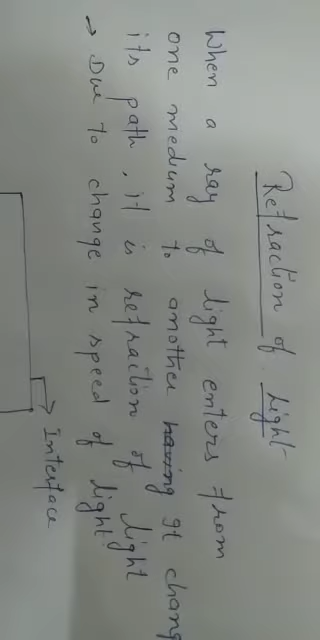 Refraction of light
When a ray of light enters from
one medium to another having It chang
its path, it is refraction of light
→ Due to change in speed of light.
→ Interface